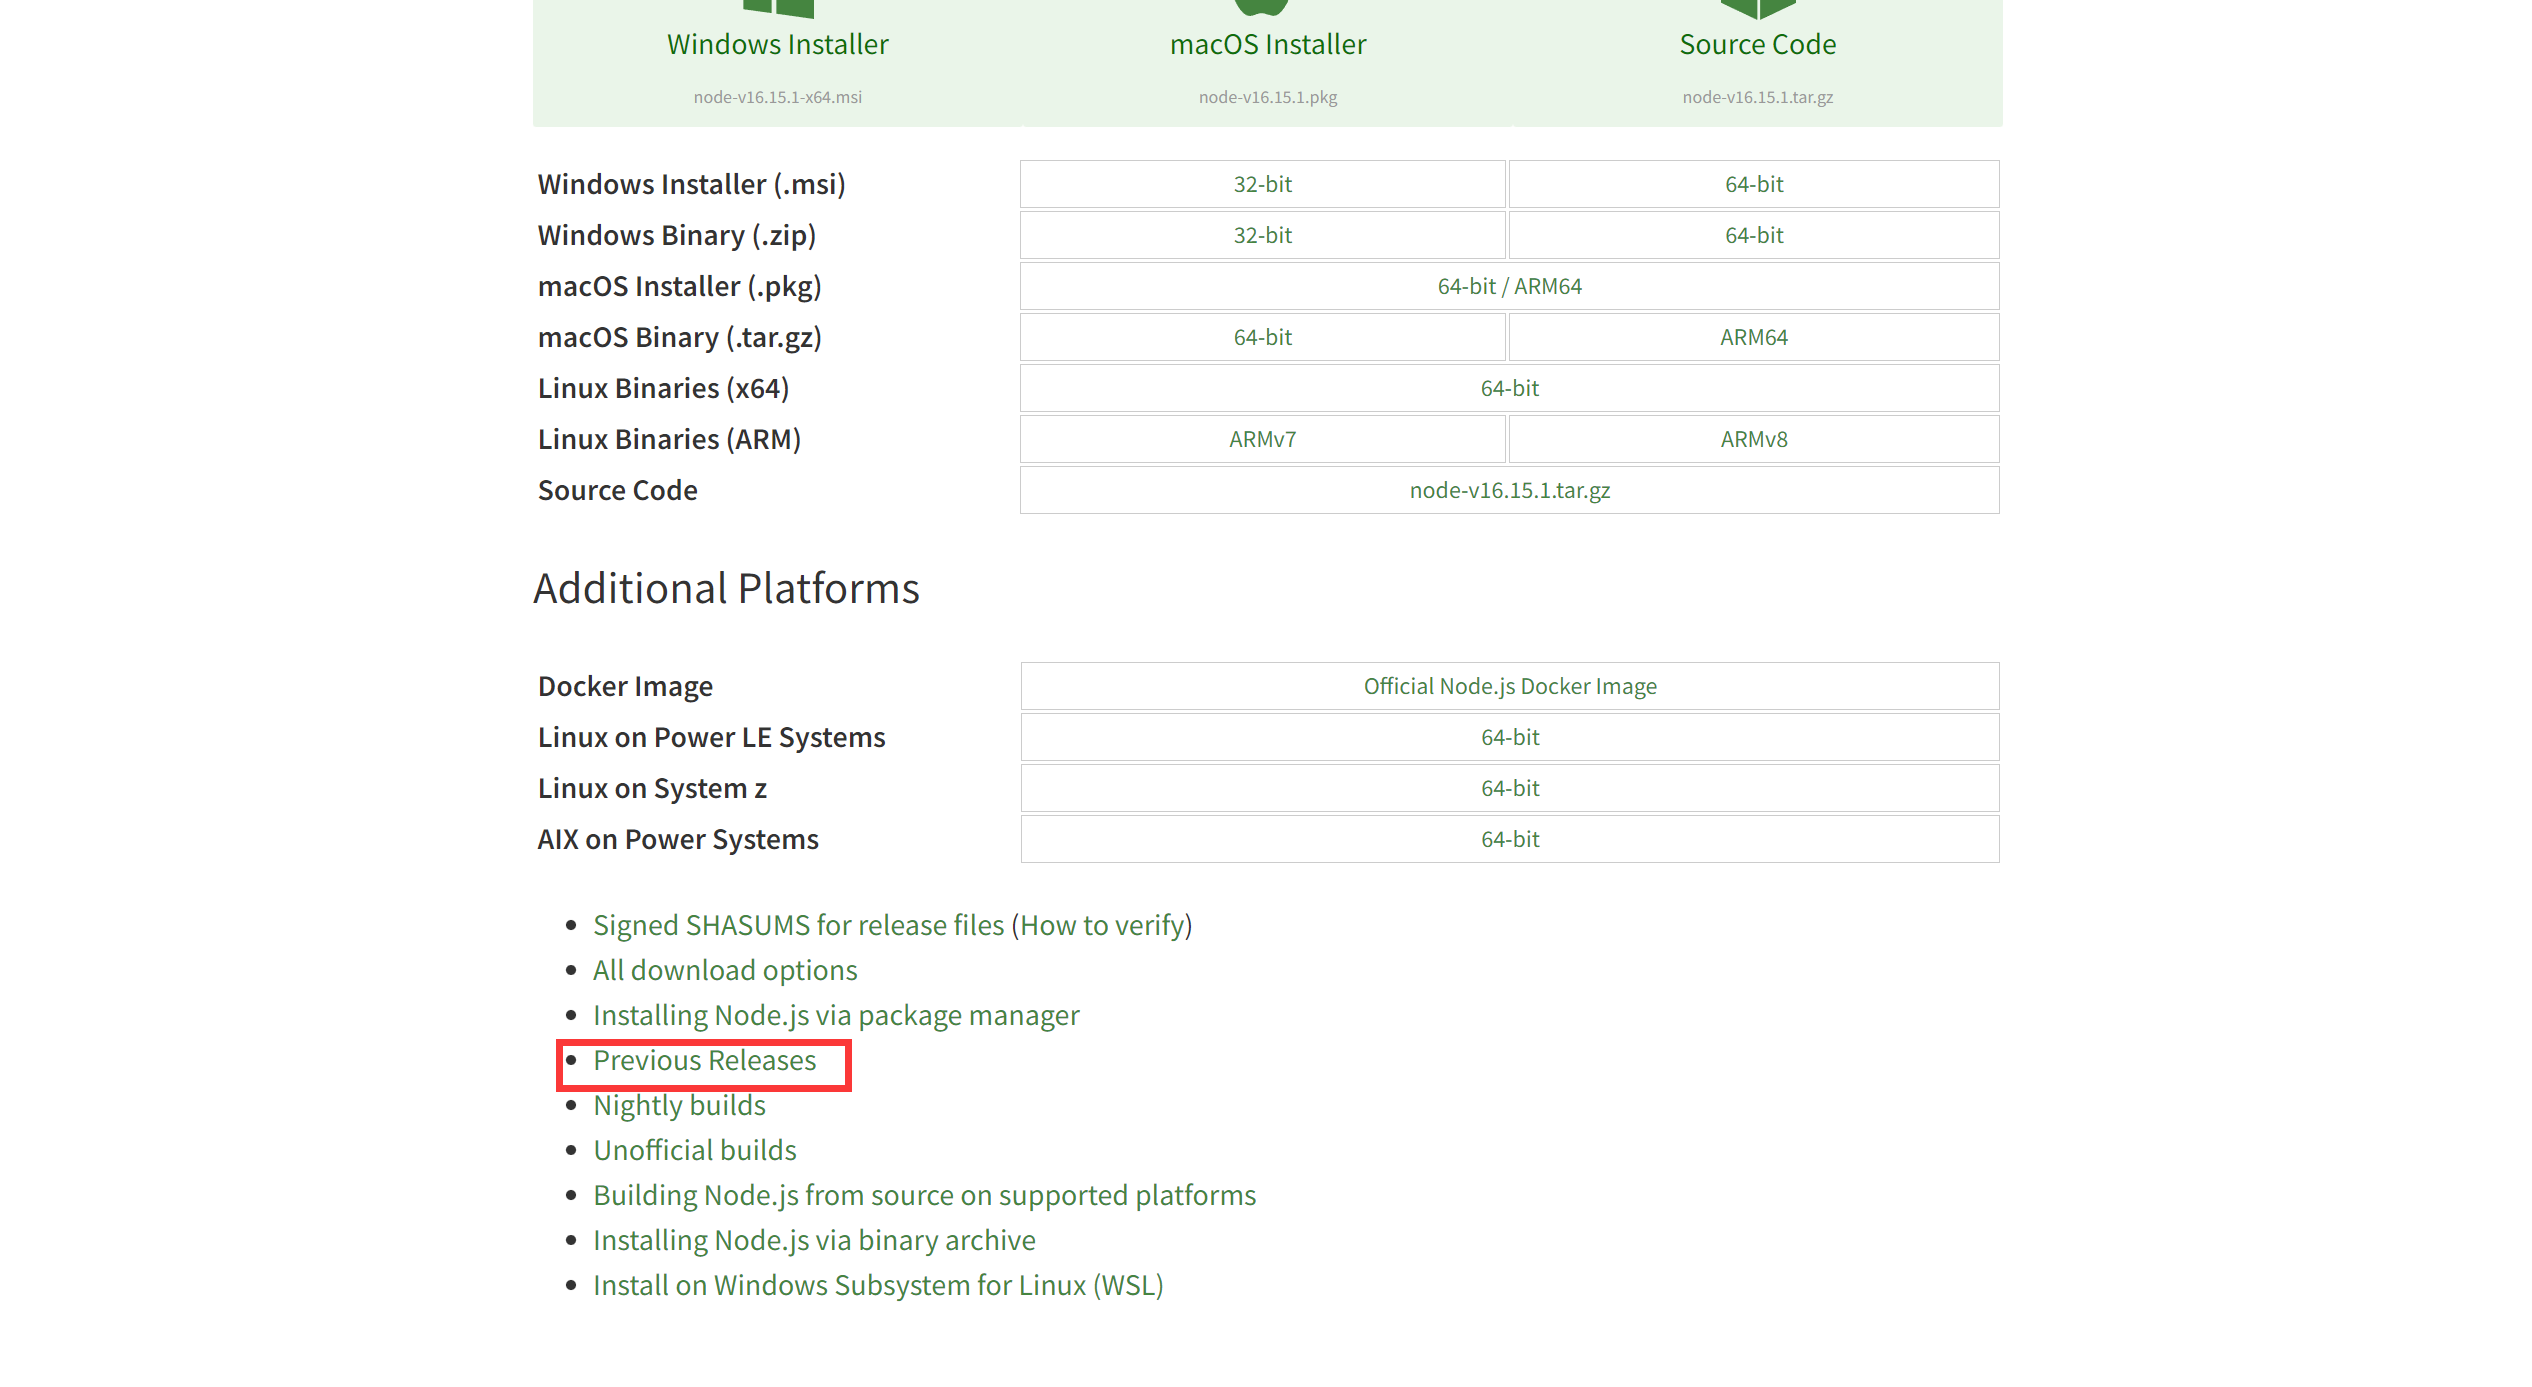 Windows Installer macOS Installer Source Code
node-v16.15.1-x64.msi node-v16.15.1.pkg node-v16.15.1.tar.gz
Windows Installer (.msi) 32-bit 64-bit
Windows Binary (.zip) 32-bit 64-bit
macOS Installer (.pkg) 64-bit / ARM64
macOS Binary (.tar.gz) 64-bit ARM64
Linux Binaries (x64) 64-bit
Linux Binaries (ARM) ARMv7 ARMv8
Source Code node-v16.15.1.tar.gz
Additional Platforms
Docker Image Official Node.js Docker Image
Linux on Power LE Systems 64-bit
Linux on System z 64-bit
AIX on Power Systems 64-bit
Signed SHASUMS for release files (How to verify)
All download options
Installing Node.js via package manager
Previous Releases
Nightly builds
Unofficial builds
Building Node.js from source on supported platforms
Installing Node.js via binary archive
Install on Windows Subsystem for Linux (WSL)